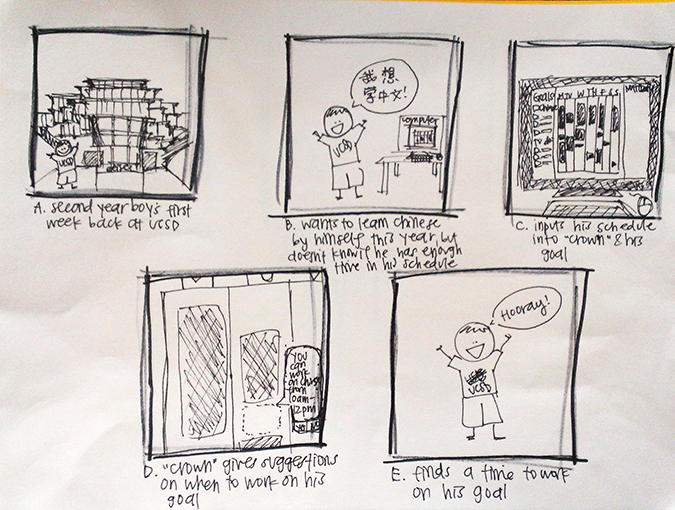 UCSD
A. second year boy's first
week back at UCSD
我想
学中文!
computer
UCSD
B. wants to learn chinese
by himself this year, but
doesn't know if he has enough
time in his schedule
Goals
M T W TH F S S
C. inputs his schedule
into "crown" & his
goal
YOU
can
work
on
from
10am-
12pm
D. "crown" gives suggestions
on when to work on his
goal
Hooray!
UCSD
E. finds a time to work
on his goal